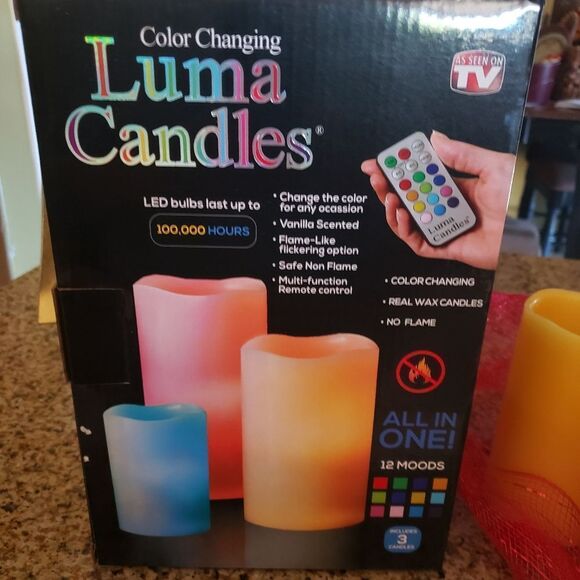 Color Changing
Luma
Candles®
AS SEEN ON
TV
LED bulbs last up to
100,000 HOURS
• Change the color
for any ocassion
• Vanilla Scented
• Flame-Like
flickering option
• Safe Non Flame
• Multi-function
Remote control
Luma
Candles®
• COLOR CHANGING
• REAL WAX CANDLES
• NO FLAME
ALL IN
ONE!
12 MOODS
INCLUDES
3
CANDLES